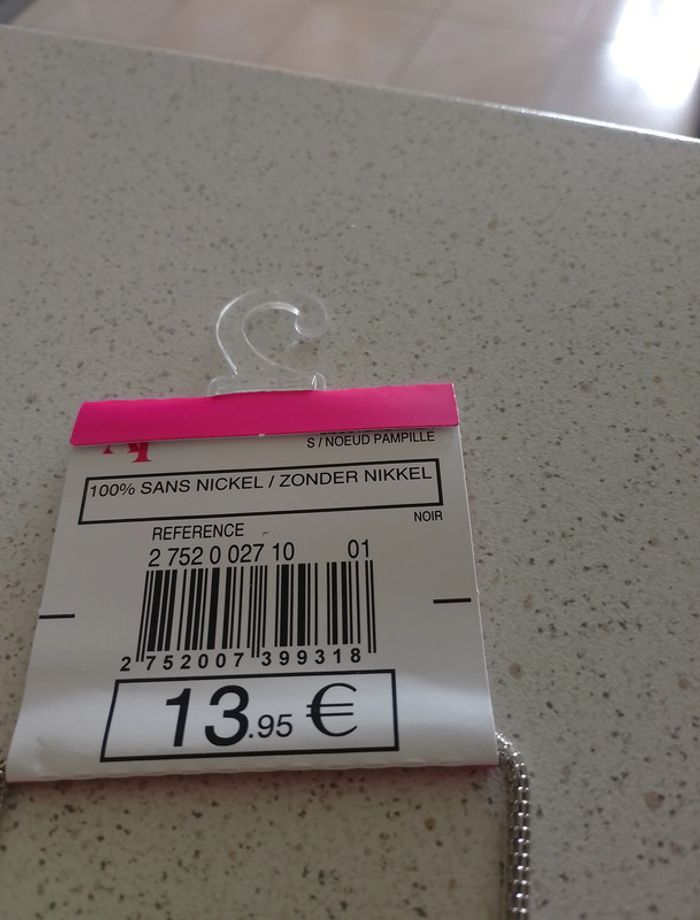 S / NOEUD PAMPILLE
100% SANS NICKEL / ZONDER NIKKEL
NOIR
REFERENCE
2 752 0 027 10 01
2 752007 399318
13.95 €